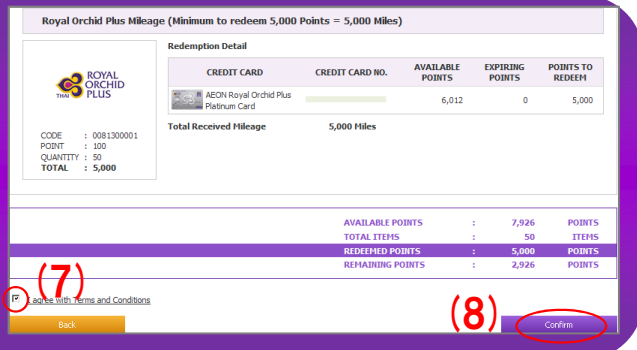 Royal Orchid Plus Mileage (Minimum to redeem 5,000 Points = 5,000 Miles)
THAI ROYAL ORCHID PLUS
CODE : 0081300001
POINT : 100
QUANTITY : 50
TOTAL : 5,000
Redemption Detail
CREDIT CARD CREDIT CARD NO. AVAILABLE POINTS EXPIRING POINTS POINTS TO REDEEM
AEON Royal Orchid Plus Platinum Card 6,012 0 5,000
Total Received Mileage 5,000 Miles
AVAILABLE POINTS : 7,926 POINTS
TOTAL ITEMS : 50 ITEMS
REDEEMED POINTS : 5,000 POINTS
REMAINING POINTS : 2,926 POINTS
(7)
I agree with Terms and Conditions
(8)
Back Confirm